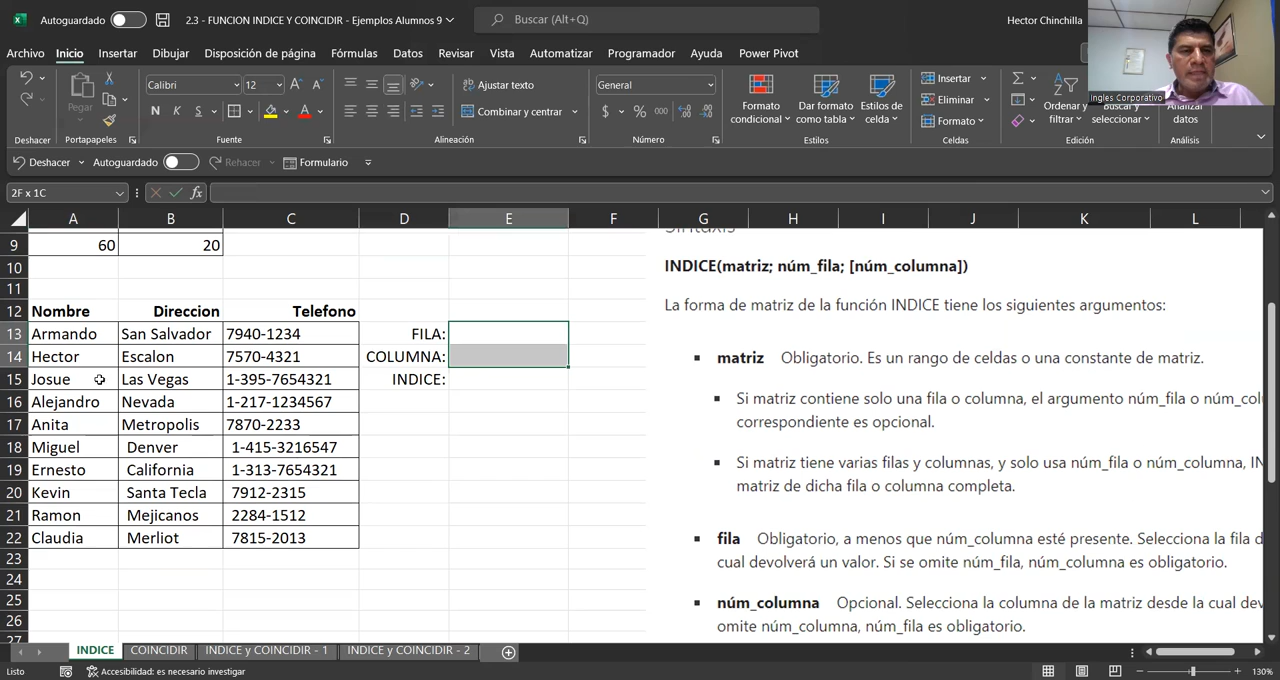 Autoguardado
2.3 - FUNCION INDICE Y COINCIDIR - Ejemplos Alumnos 9
Buscar (Alt+Q)
Hector Chinchilla
Archivo Inicio Insertar Dibujar Disposición de página Fórmulas Datos Revisar Vista Automatizar Programador Ayuda Power Pivot
Pegar
Calibri 12
N K S
Ajustar texto
Combinar y centrar
General
$ % 000
Formato condicional
Dar formato como tabla
Estilos de celda
Insertar
Eliminar
Formato
Ordenar y filtrar
Buscar y seleccionar
Analizar datos
Ingles Corporativo
Deshacer Portapapeles Fuente Alineación Número Estilos Celdas Edición Análisis
Deshacer Autoguardado Rehacer Formulario
2F x 1C fx
A B C D E F G H I J K L
9 60 20
10
11
12 Nombre Direccion Telefono
13 Armando San Salvador 7940-1234 FILA:
14 Hector Escalon 7570-4321 COLUMNA:
15 Josue Las Vegas 1-395-7654321 INDICE:
16 Alejandro Nevada 1-217-1234567
17 Anita Metropolis 7870-2233
18 Miguel Denver 1-415-3216547
19 Ernesto California 1-313-7654321
20 Kevin Santa Tecla 7912-2315
21 Ramon Mejicanos 2284-1512
22 Claudia Merliot 7815-2013
23
24
25
26
27
Sintaxis
INDICE(matriz; núm_fila; [núm_columna])
La forma de matriz de la función INDICE tiene los siguientes argumentos:
▪ matriz Obligatorio. Es un rango de celdas o una constante de matriz.
▪ Si matriz contiene solo una fila o columna, el argumento núm_fila o núm_col
correspondiente es opcional.
▪ Si matriz tiene varias filas y columnas, y solo usa núm_fila o núm_columna, IN
matriz de dicha fila o columna completa.
▪ fila Obligatorio, a menos que núm_columna esté presente. Selecciona la fila d
cual devolverá un valor. Si se omite núm_fila, núm_columna es obligatorio.
▪ núm_columna Opcional. Selecciona la columna de la matriz desde la cual dev
omite núm_columna, núm_fila es obligatorio.
INDICE COINCIDIR INDICE y COINCIDIR - 1 INDICE y COINCIDIR - 2
Listo Accesibilidad: es necesario investigar 130%